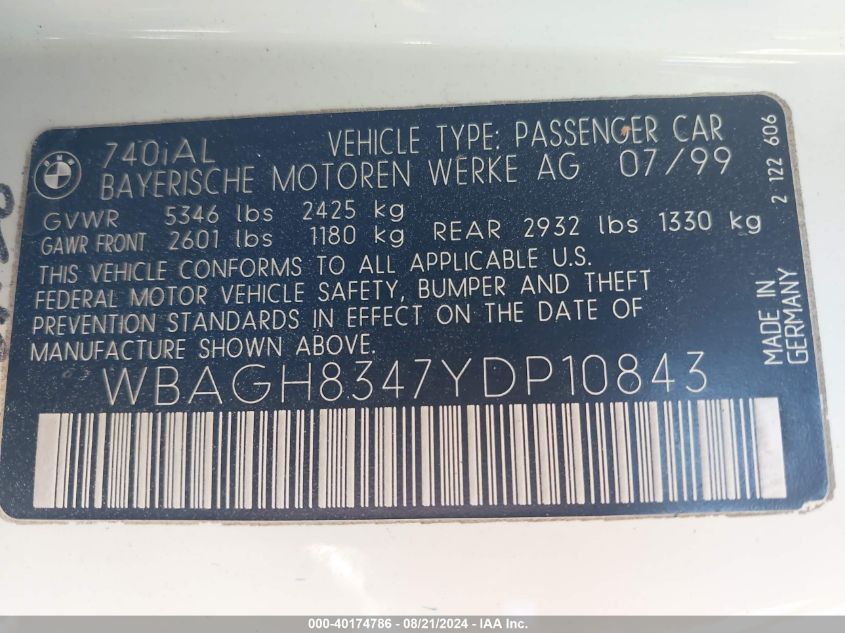 BMW
740iAL VEHICLE TYPE: PASSENGER CAR
BAYERISCHE MOTOREN WERKE AG 07/99
GVWR 5346 lbs 2425 kg
GAWR FRONT 2601 lbs 1180 kg REAR 2932 lbs 1330 kg
THIS VEHICLE CONFORMS TO ALL APPLICABLE U.S.
FEDERAL MOTOR VEHICLE SAFETY, BUMPER AND THEFT
PREVENTION STANDARDS IN EFFECT ON THE DATE OF
MANUFACTURE SHOWN ABOVE.
WBAGH8347YDP10843
2 122 606
MADE IN
GERMANY
000-40174786 - 08/21/2024 - IAA Inc.